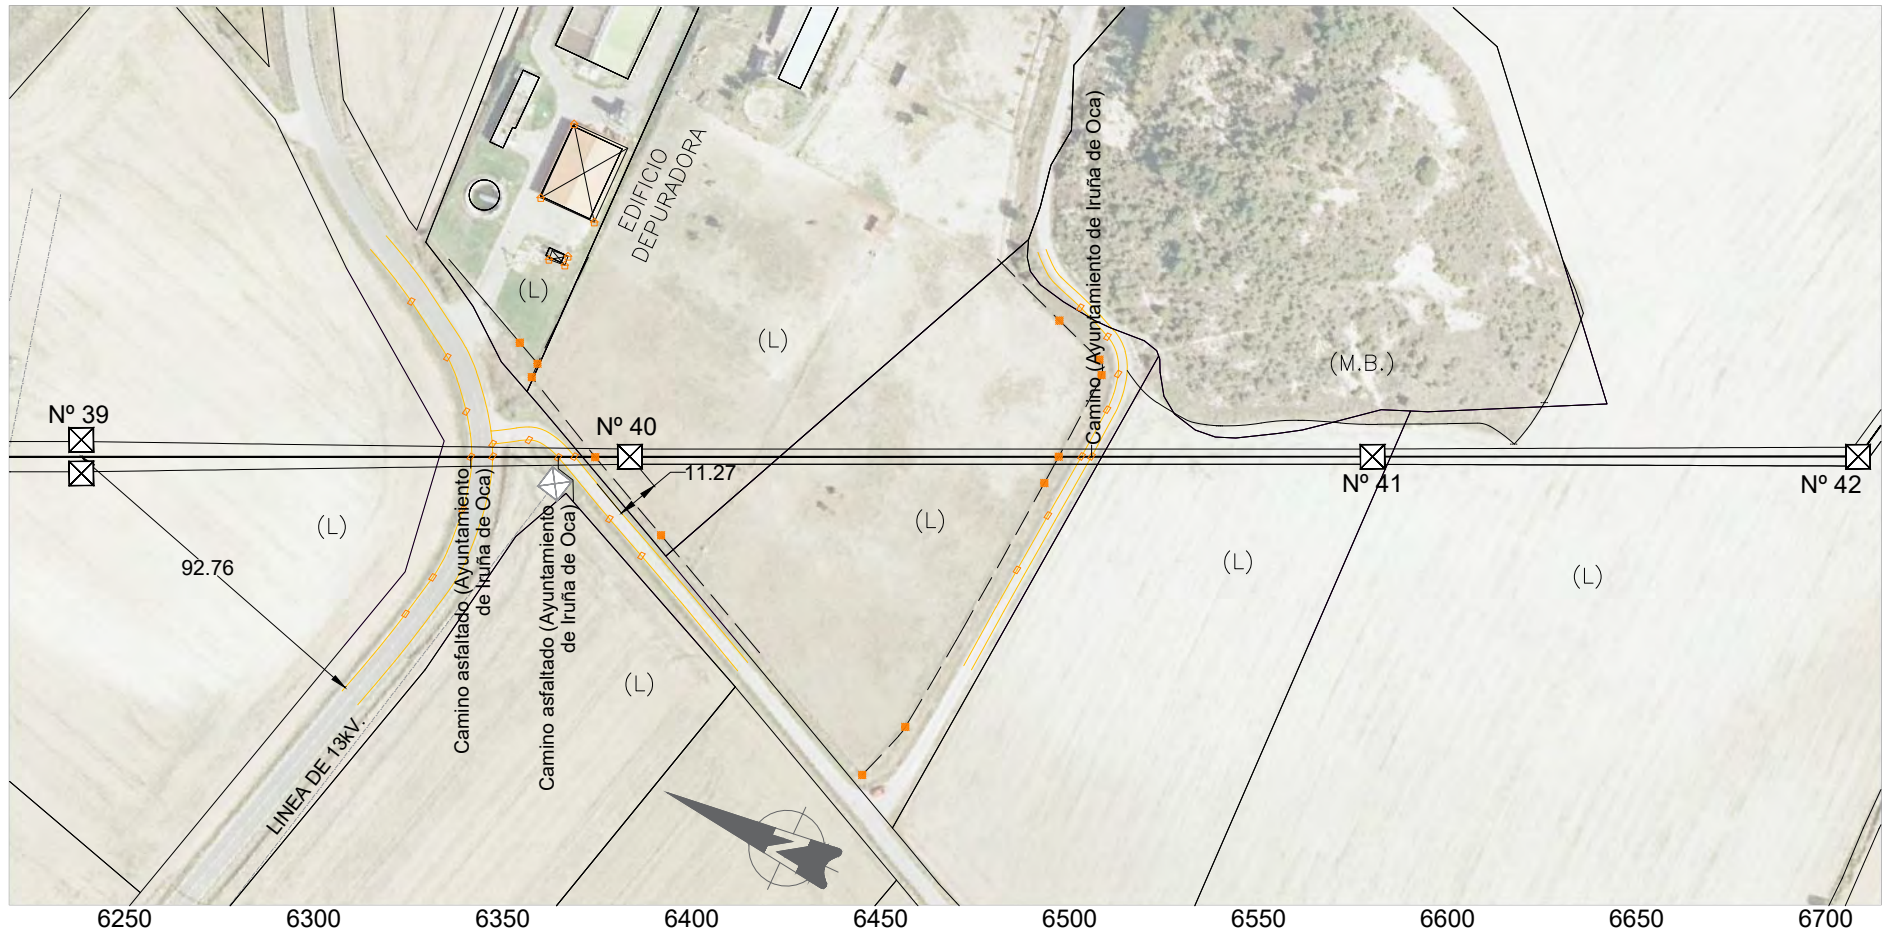 EDIFICIO
DEPURADORA
Camino (Ayuntamiento de Iruña de Oca)
(L)
(L)
(M.B.)
Nº 39
Nº 40
11.27
Nº 41
Nº 42
(L)
(L)
(L)
(L)
92.76
Camino asfaltado (Ayuntamiento
de Iruña de Oca)
Camino asfaltado (Ayuntamiento
de Iruña de Oca)
(L)
LINEA DE 13kV.
6250 6300 6350 6400 6450 6500 6550 6600 6650 6700